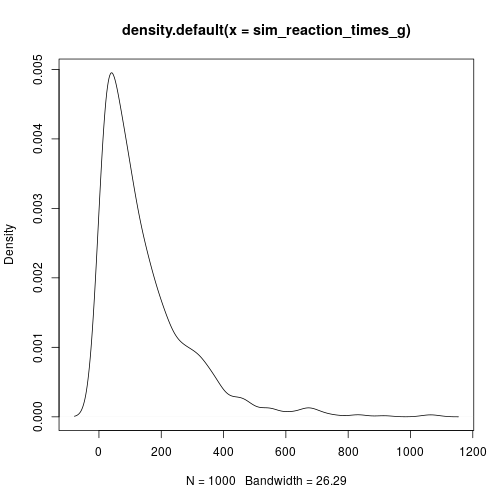 density.default(x = sim_reaction_times_g)
0.005
0.004
0.003
0.002
0.001
0.000
Density
0 200 400 600 800 1000 1200
N = 1000 Bandwidth = 26.29